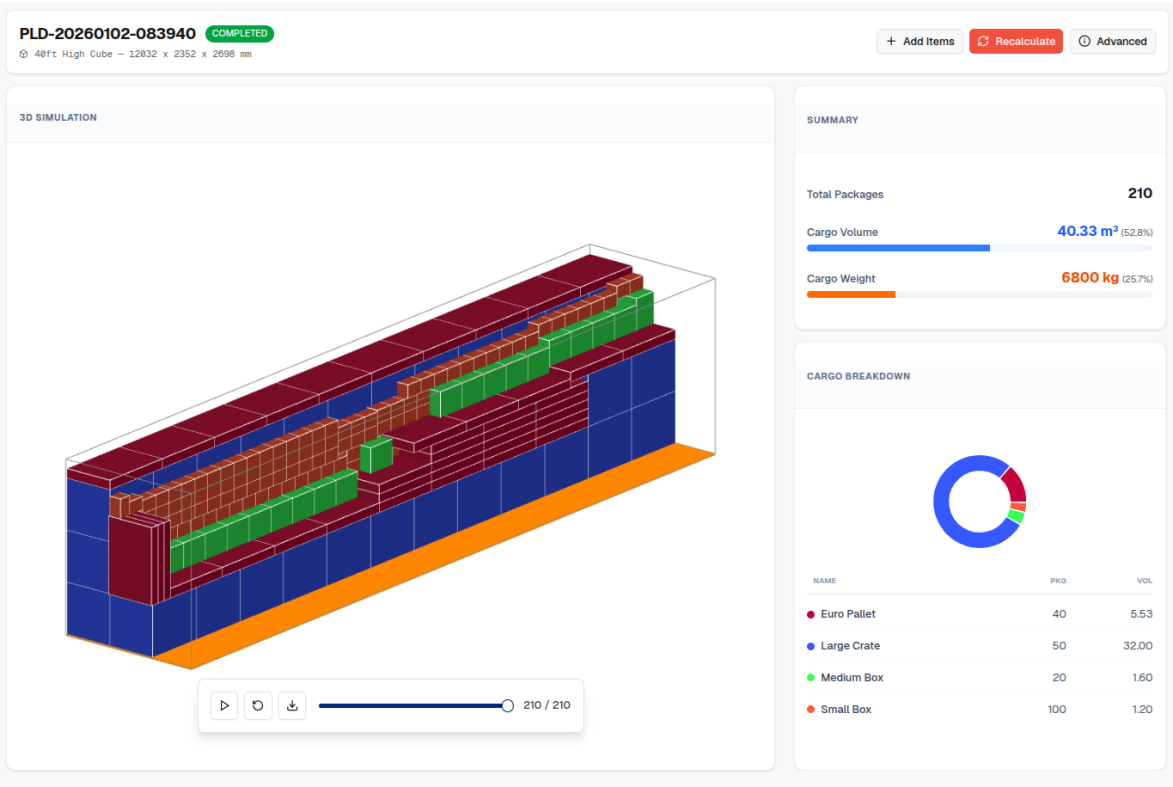 PLD-20260102-083940 COMPLETED
40ft High Cube – 12032 x 2352 x 2698 mm
+ Add Items Recalculate Advanced
3D SIMULATION
210 / 210
SUMMARY
Total Packages 210
Cargo Volume 40.33 m³ (52.8%)
Cargo Weight 6800 kg (25.7%)
CARGO BREAKDOWN
NAME PKG VOL
Euro Pallet 40 5.53
Large Crate 50 32.00
Medium Box 20 1.60
Small Box 100 1.20